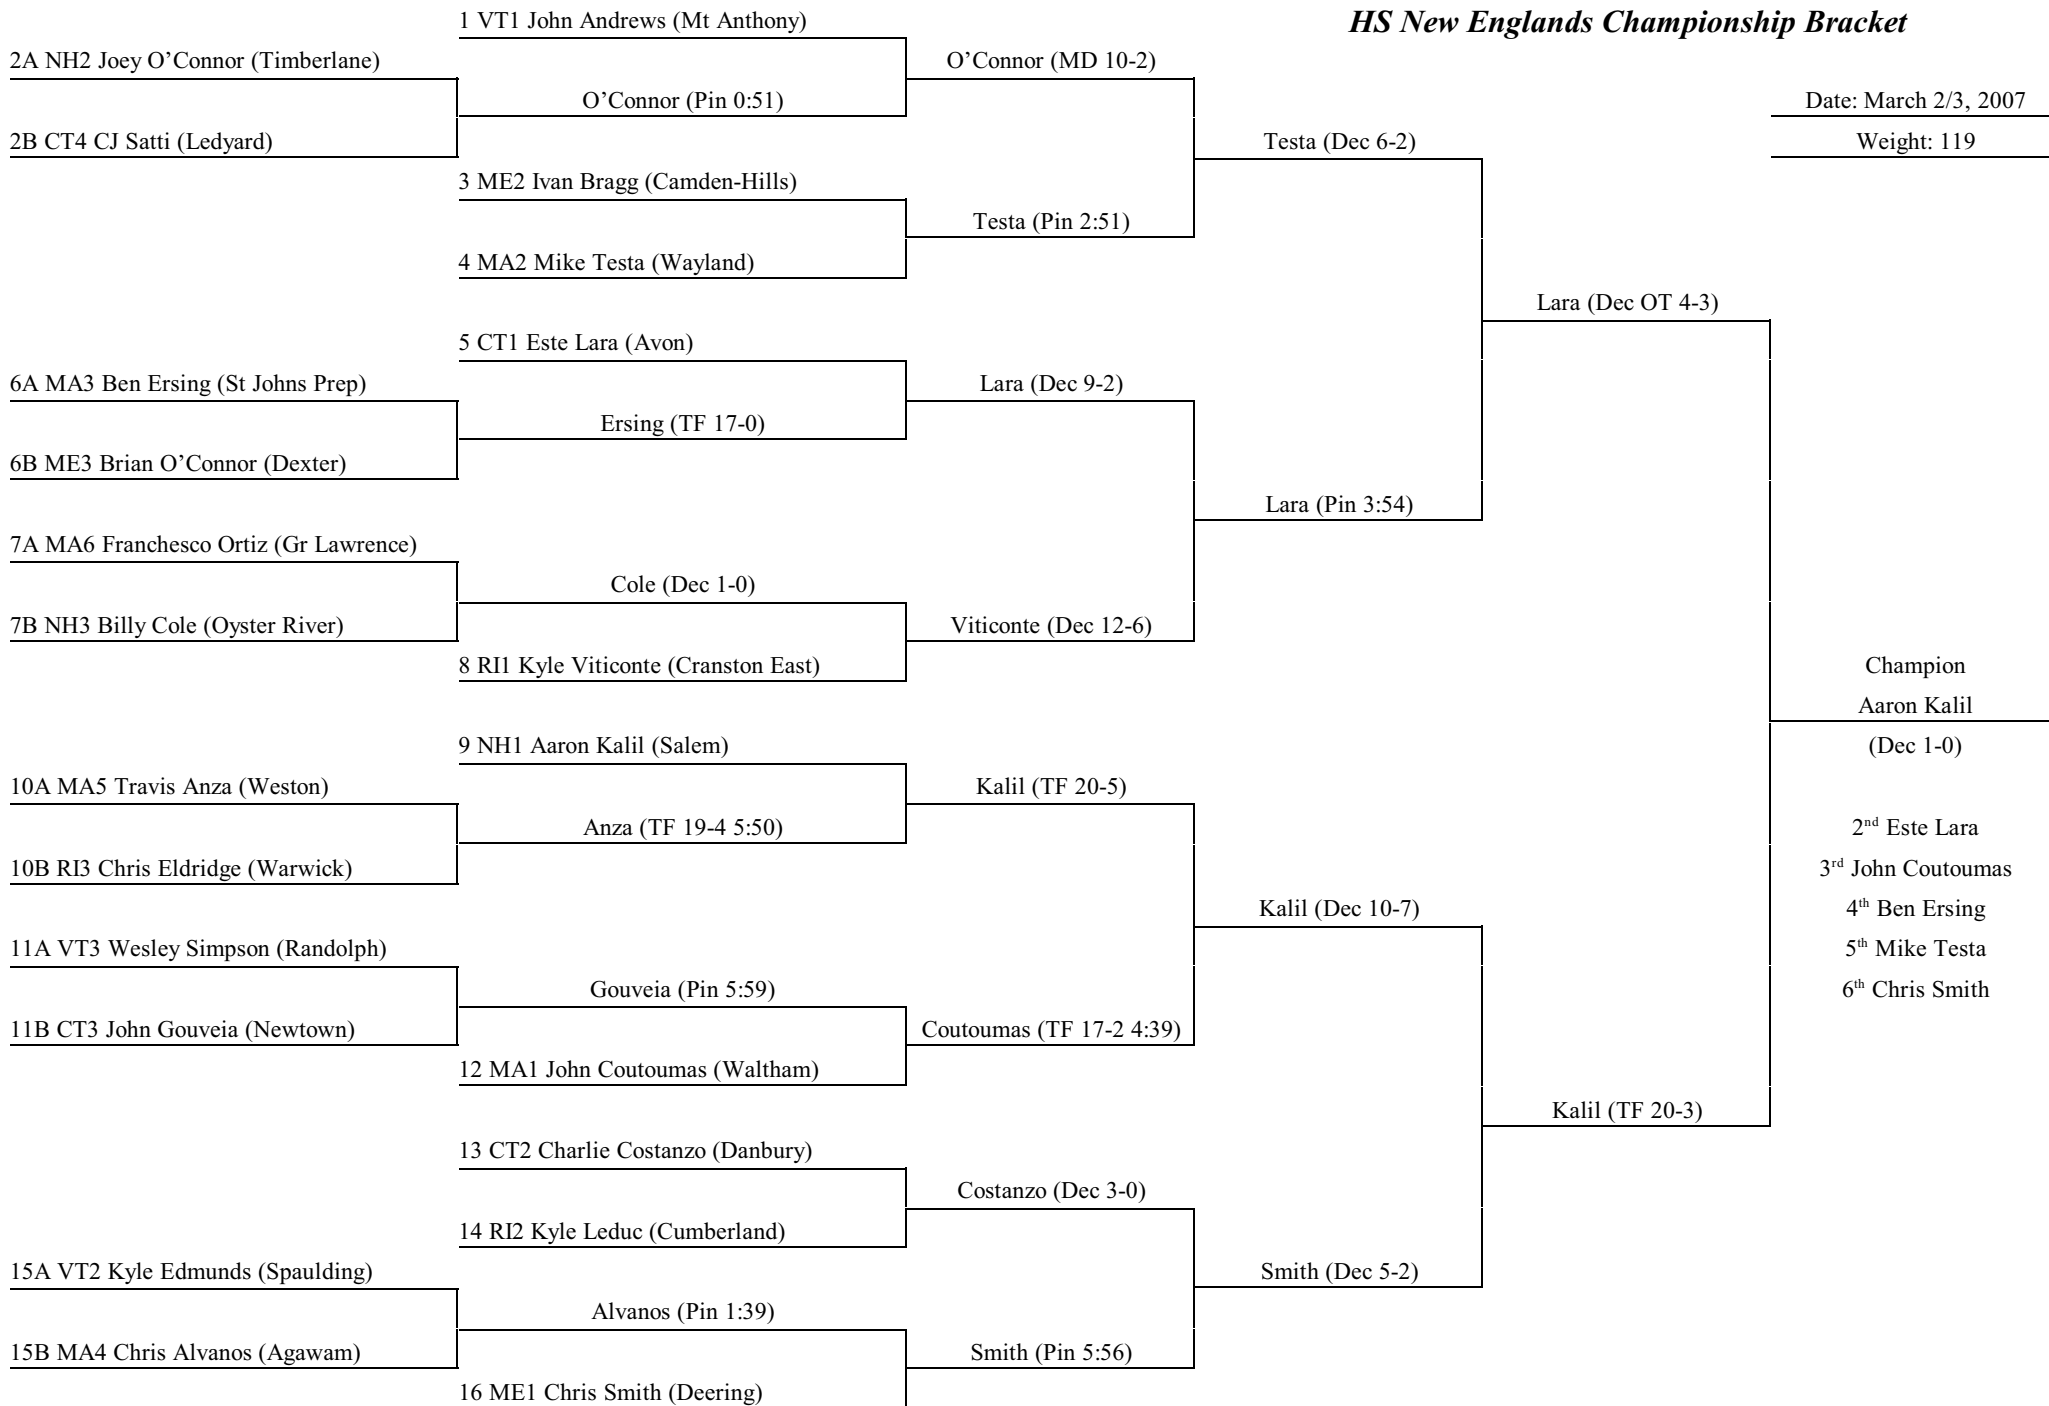 HS New Englands Championship Bracket
1 VT1 John Andrews (Mt Anthony)
2A NH2 Joey O’Connor (Timberlane)
O’Connor (MD 10-2)
O’Connor (Pin 0:51)
Date: March 2/3, 2007
2B CT4 CJ Satti (Ledyard)
Testa (Dec 6-2)
Weight: 119
3 ME2 Ivan Bragg (Camden-Hills)
Testa (Pin 2:51)
4 MA2 Mike Testa (Wayland)
Lara (Dec OT 4-3)
5 CT1 Este Lara (Avon)
6A MA3 Ben Ersing (St Johns Prep)
Lara (Dec 9-2)
Ersing (TF 17-0)
6B ME3 Brian O’Connor (Dexter)
Lara (Pin 3:54)
7A MA6 Franchesco Ortiz (Gr Lawrence)
Cole (Dec 1-0)
7B NH3 Billy Cole (Oyster River)
Viticonte (Dec 12-6)
8 RI1 Kyle Viticonte (Cranston East)
Champion
Aaron Kalil
9 NH1 Aaron Kalil (Salem)
(Dec 1-0)
10A MA5 Travis Anza (Weston)
Kalil (TF 20-5)
Anza (TF 19-4 5:50)
2nd Este Lara
10B RI3 Chris Eldridge (Warwick)
3rd John Coutoumas
Kalil (Dec 10-7)
4th Ben Ersing
11A VT3 Wesley Simpson (Randolph)
5th Mike Testa
Gouveia (Pin 5:59)
6th Chris Smith
11B CT3 John Gouveia (Newtown)
Coutoumas (TF 17-2 4:39)
12 MA1 John Coutoumas (Waltham)
Kalil (TF 20-3)
13 CT2 Charlie Costanzo (Danbury)
Costanzo (Dec 3-0)
14 RI2 Kyle Leduc (Cumberland)
15A VT2 Kyle Edmunds (Spaulding)
Smith (Dec 5-2)
Alvanos (Pin 1:39)
15B MA4 Chris Alvanos (Agawam)
Smith (Pin 5:56)
16 ME1 Chris Smith (Deering)